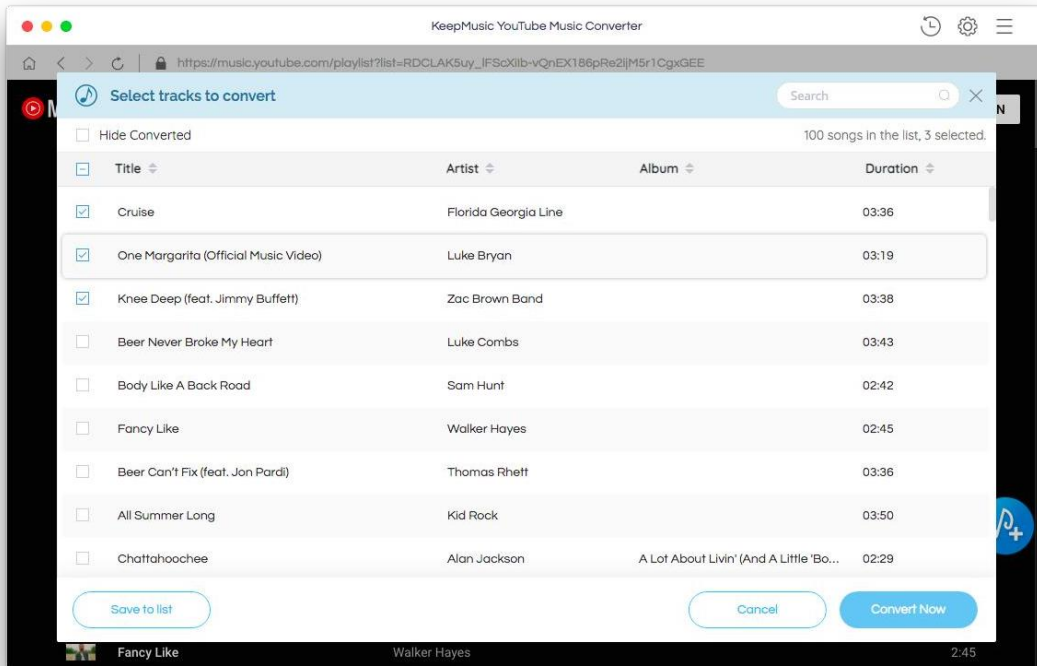 KeepMusic YouTube Music Converter
https://music.youtube.com/playlist?list=RDCLAK5uy_lFScXiIb-vQnEX186pRe2ijM5r1CgxGEE
Select tracks to convert Search
Hide Converted 100 songs in the list, 3 selected.
Title Artist Album Duration
Cruise Florida Georgia Line 03:36
One Margarita (Official Music Video) Luke Bryan 03:19
Knee Deep (feat. Jimmy Buffett) Zac Brown Band 03:38
Beer Never Broke My Heart Luke Combs 03:43
Body Like A Back Road Sam Hunt 02:42
Fancy Like Walker Hayes 02:45
Beer Can't Fix (feat. Jon Pardi) Thomas Rhett 03:36
All Summer Long Kid Rock 03:50
Chattahoochee Alan Jackson A Lot About Livin' (And A Little 'Bo... 02:29
Save to list Cancel Convert Now
Fancy Like Walker Hayes 2:45